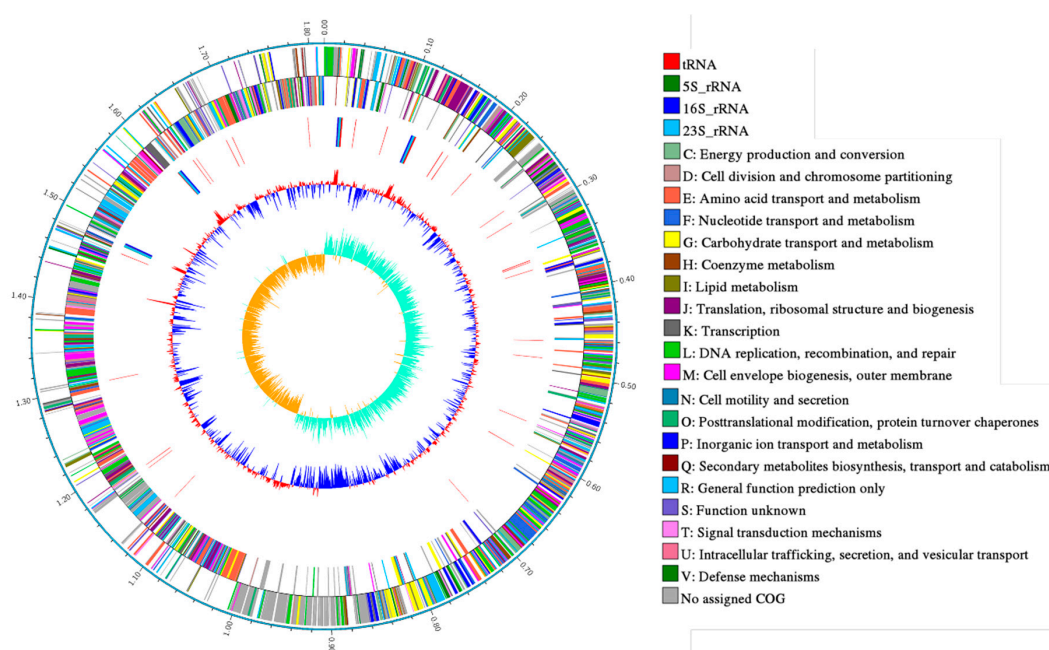 0.00
0.10
0.20
0.30
0.40
0.50
0.60
0.70
0.80
0.90
1.00
1.10
1.20
1.30
1.40
1.50
1.60
1.70
1.80
tRNA
5S_rRNA
16S_rRNA
23S_rRNA
C: Energy production and conversion
D: Cell division and chromosome partitioning
E: Amino acid transport and metabolism
F: Nucleotide transport and metabolism
G: Carbohydrate transport and metabolism
H: Coenzyme metabolism
I: Lipid metabolism
J: Translation, ribosomal structure and biogenesis
K: Transcription
L: DNA replication, recombination, and repair
M: Cell envelope biogenesis, outer membrane
N: Cell motility and secretion
O: Posttranslational modification, protein turnover chaperones
P: Inorganic ion transport and metabolism
Q: Secondary metabolites biosynthesis, transport and catabolism
R: General function prediction only
S: Function unknown
T: Signal transduction mechanisms
U: Intracellular trafficking, secretion, and vesicular transport
V: Defense mechanisms
No assigned COG